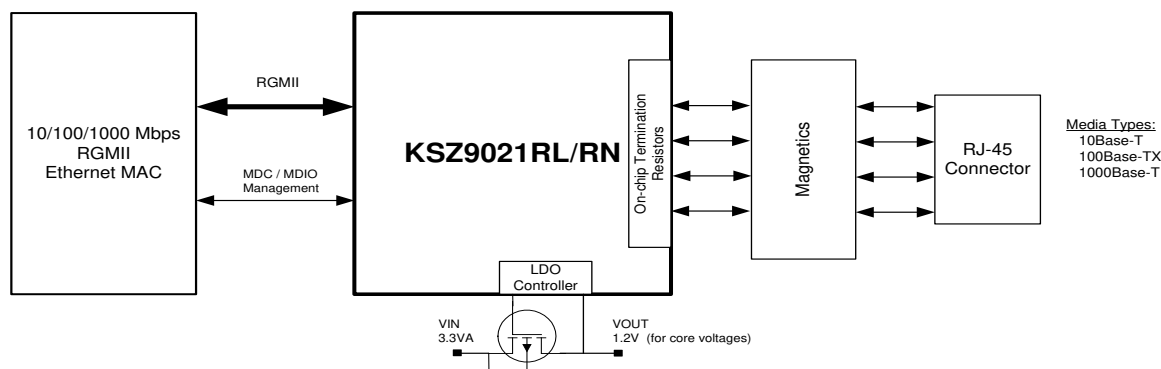 10/100/1000 Mbps
RGMII
Ethernet MAC
RGMII
MDC / MDIO
Management
KSZ9021RL/RN
On-chip Termination
Resistors
LDO
Controller
VIN
3.3VA
VOUT
1.2V (for core voltages)
Magnetics
RJ-45
Connector
Media Types:
10Base-T
100Base-TX
1000Base-T